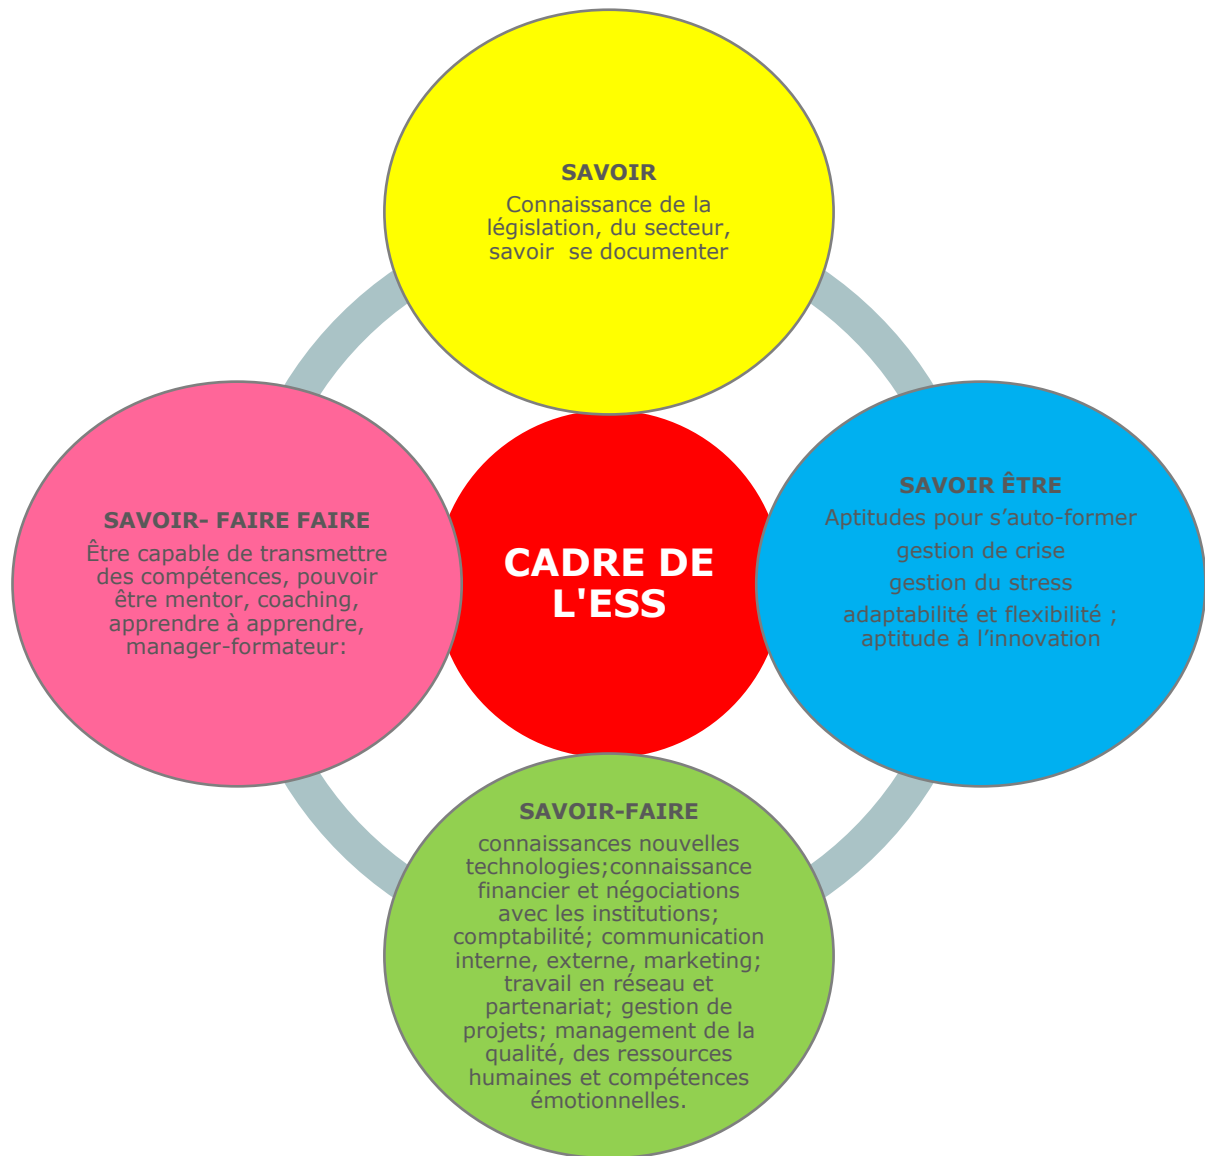 SAVOIR
Connaissance de la
législation, du secteur,
savoir  se documenter
SAVOIR- FAIRE FAIRE
Être capable de transmettre
des compétences, pouvoir
être mentor, coaching,
apprendre à apprendre,
manager-formateur:
CADRE DE
L'ESS
SAVOIR ÊTRE
Aptitudes pour s’auto-former
gestion de crise
gestion du stress
adaptabilité et flexibilité ;
aptitude à l’innovation
SAVOIR-FAIRE
connaissances nouvelles
technologies;connaissance
financier et négociations
avec les institutions;
comptabilité; communication
interne, externe, marketing;
travail en réseau et
partenariat; gestion de
projets; management de la
qualité, des ressources
humaines et compétences
émotionnelles.